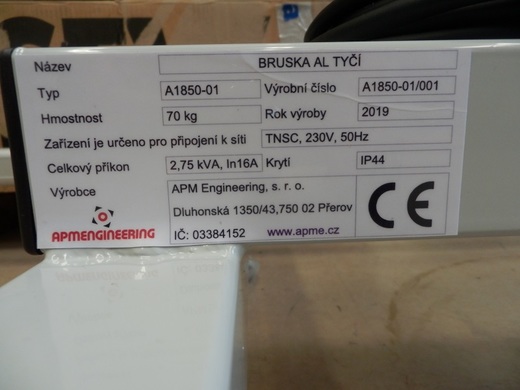 Název BRUSKA AL TYČÍ
Typ A1850-01 Výrobní číslo A1850-01/001
Hmostnost 70 kg Rok výroby 2019
Zařízení je určeno pro připojení k síti TNSC, 230V, 50Hz
Celkový příkon 2,75 kVA, In16A Krytí IP44
Výrobce APM Engineering, s. r. o.
Dluhonská 1350/43,750 02 Přerov
APMENGINEERING IČ: 03384152 www.apme.cz
CE